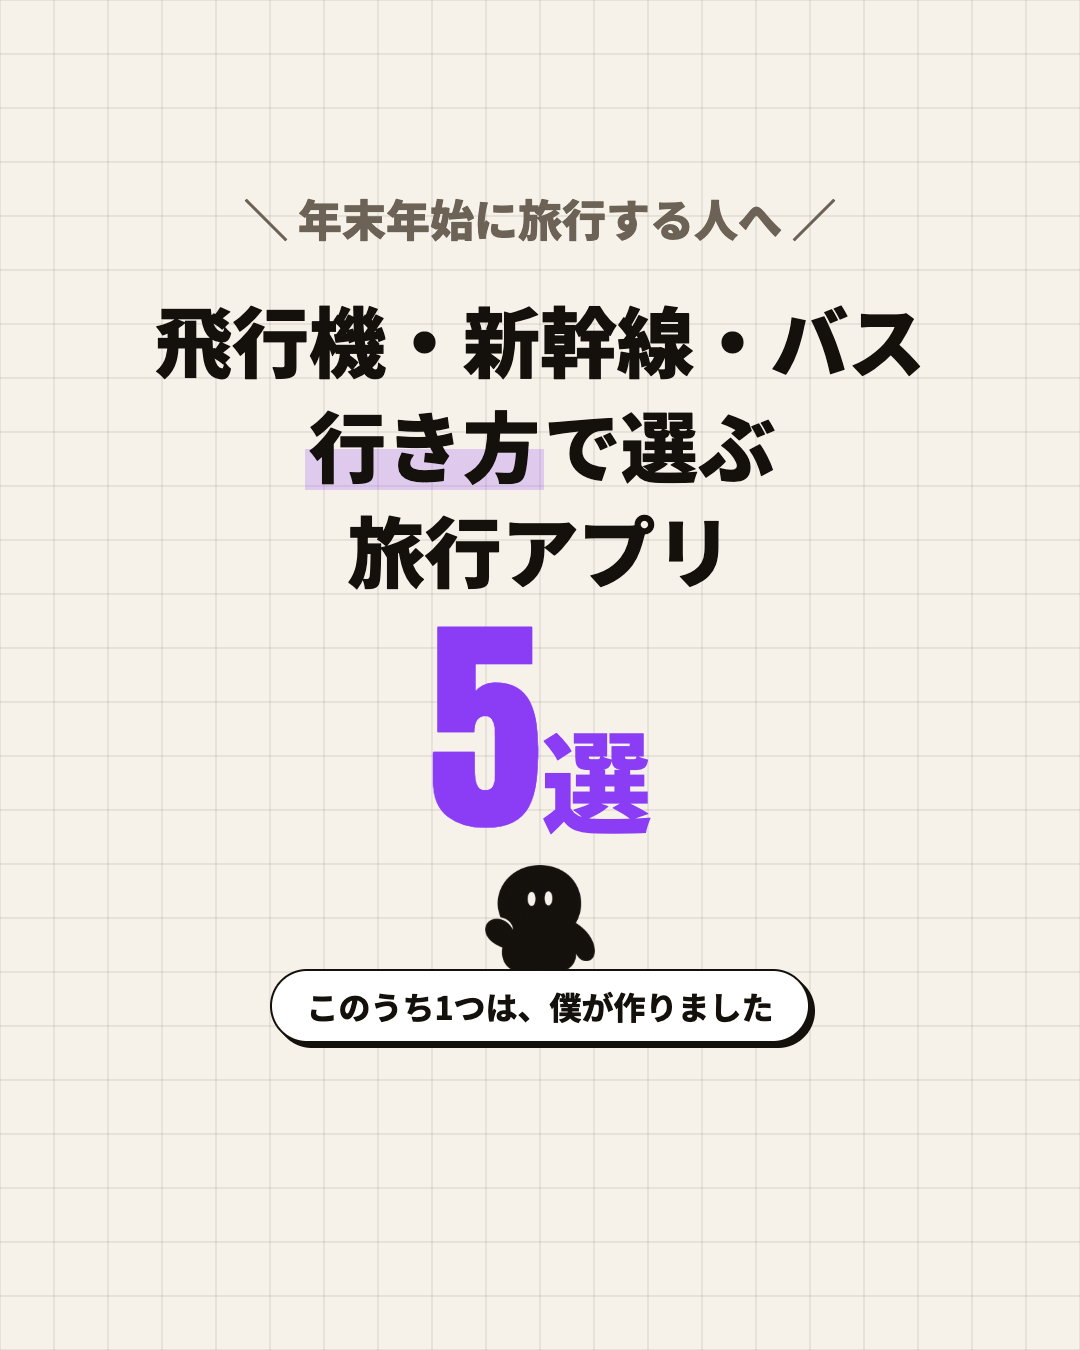 ＼ 年末年始に旅行する人へ ／
飛行機・新幹線・バス
行き方で選ぶ
旅行アプリ
5選
このうち1つは、僕が作りました